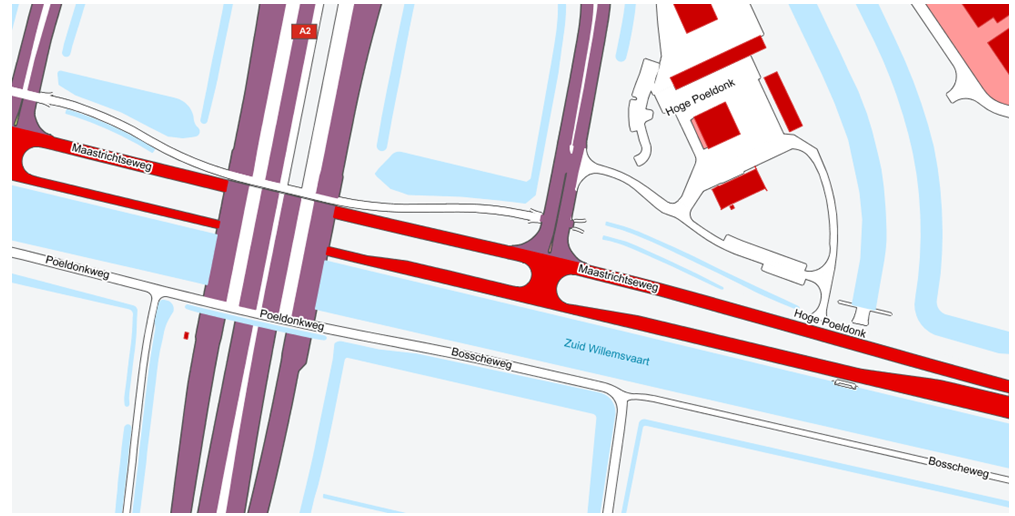 A2
Hoge Poeldonk
Maastrichtseweg
Poeldonkweg
Maastrichtseweg
Poeldonkweg
Hoge Poeldonk
Zuid Willemsvaart
Bosscheweg
Bosscheweg